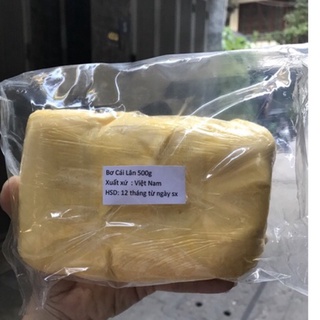 Bơ Cái Lân 500g
Xuất xứ : Việt Nam
HSD: 12 tháng từ ngày sx